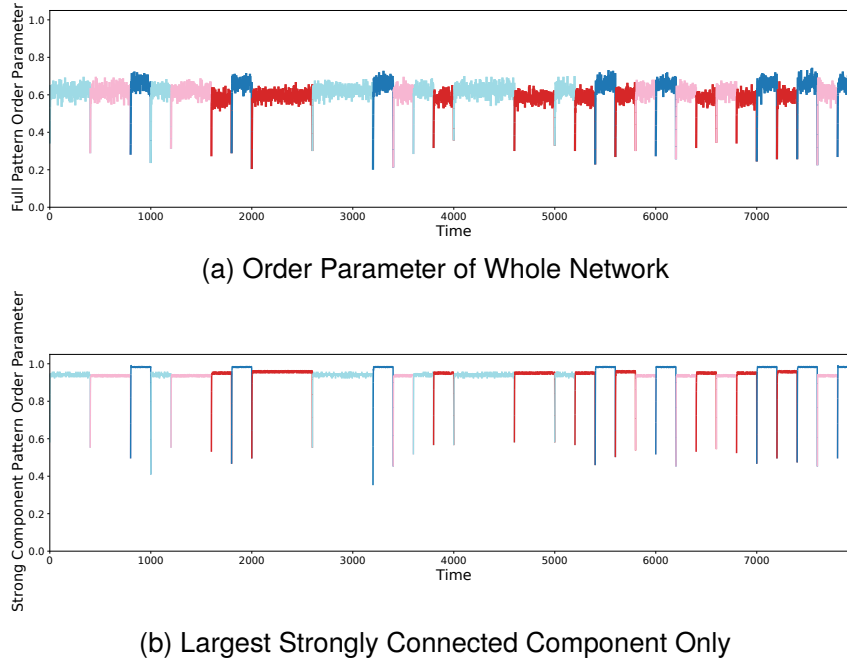 Full Pattern Order Parameter
1.0
0.8
0.6
0.4
0.2
0.0
0 1000 2000 3000 4000 5000 6000 7000
Time
(a) Order Parameter of Whole Network
Strong Component Pattern Order Parameter
1.0
0.8
0.6
0.4
0.2
0.0
0 1000 2000 3000 4000 5000 6000 7000
Time
(b) Largest Strongly Connected Component Only